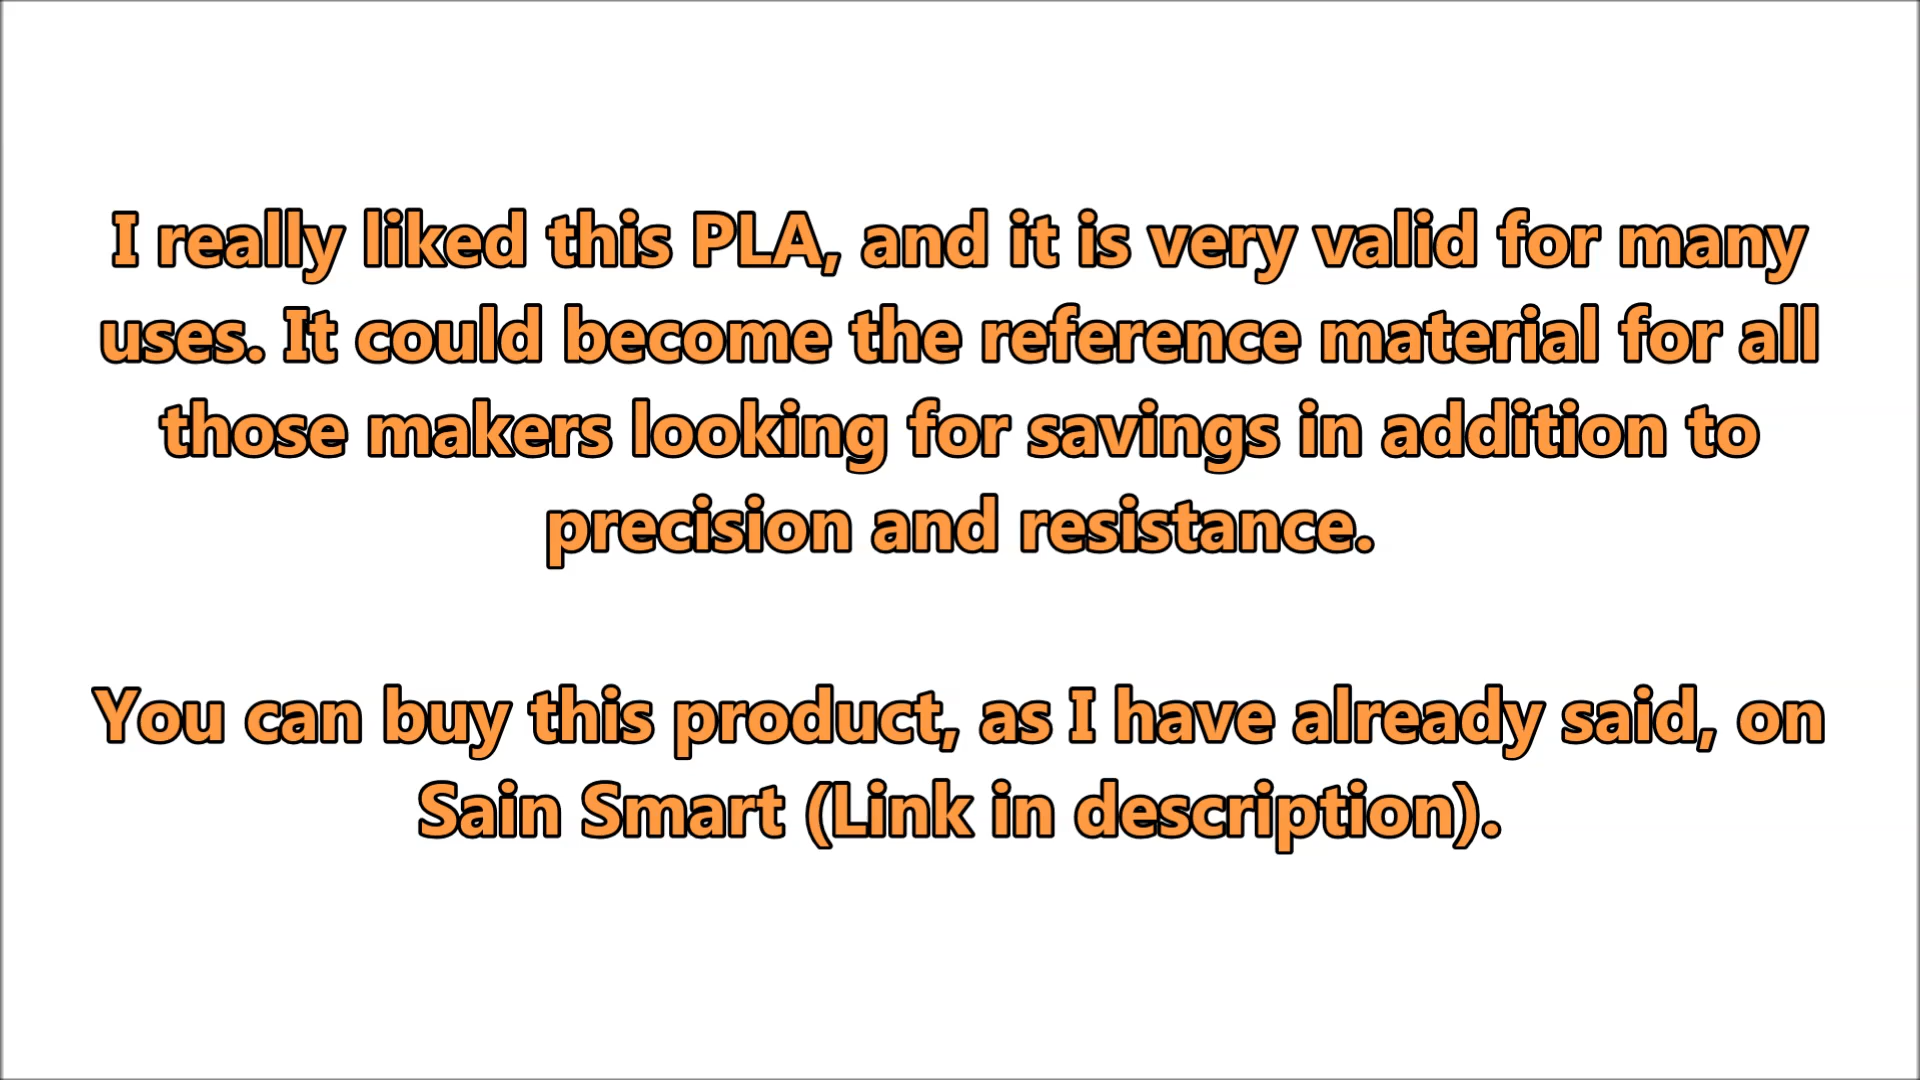 I really liked this PLA, and it is very valid for many
uses. It could become the reference material for all
those makers looking for savings in addition to
precision and resistance.
You can buy this product, as I have already said, on
Sain Smart (Link in description).